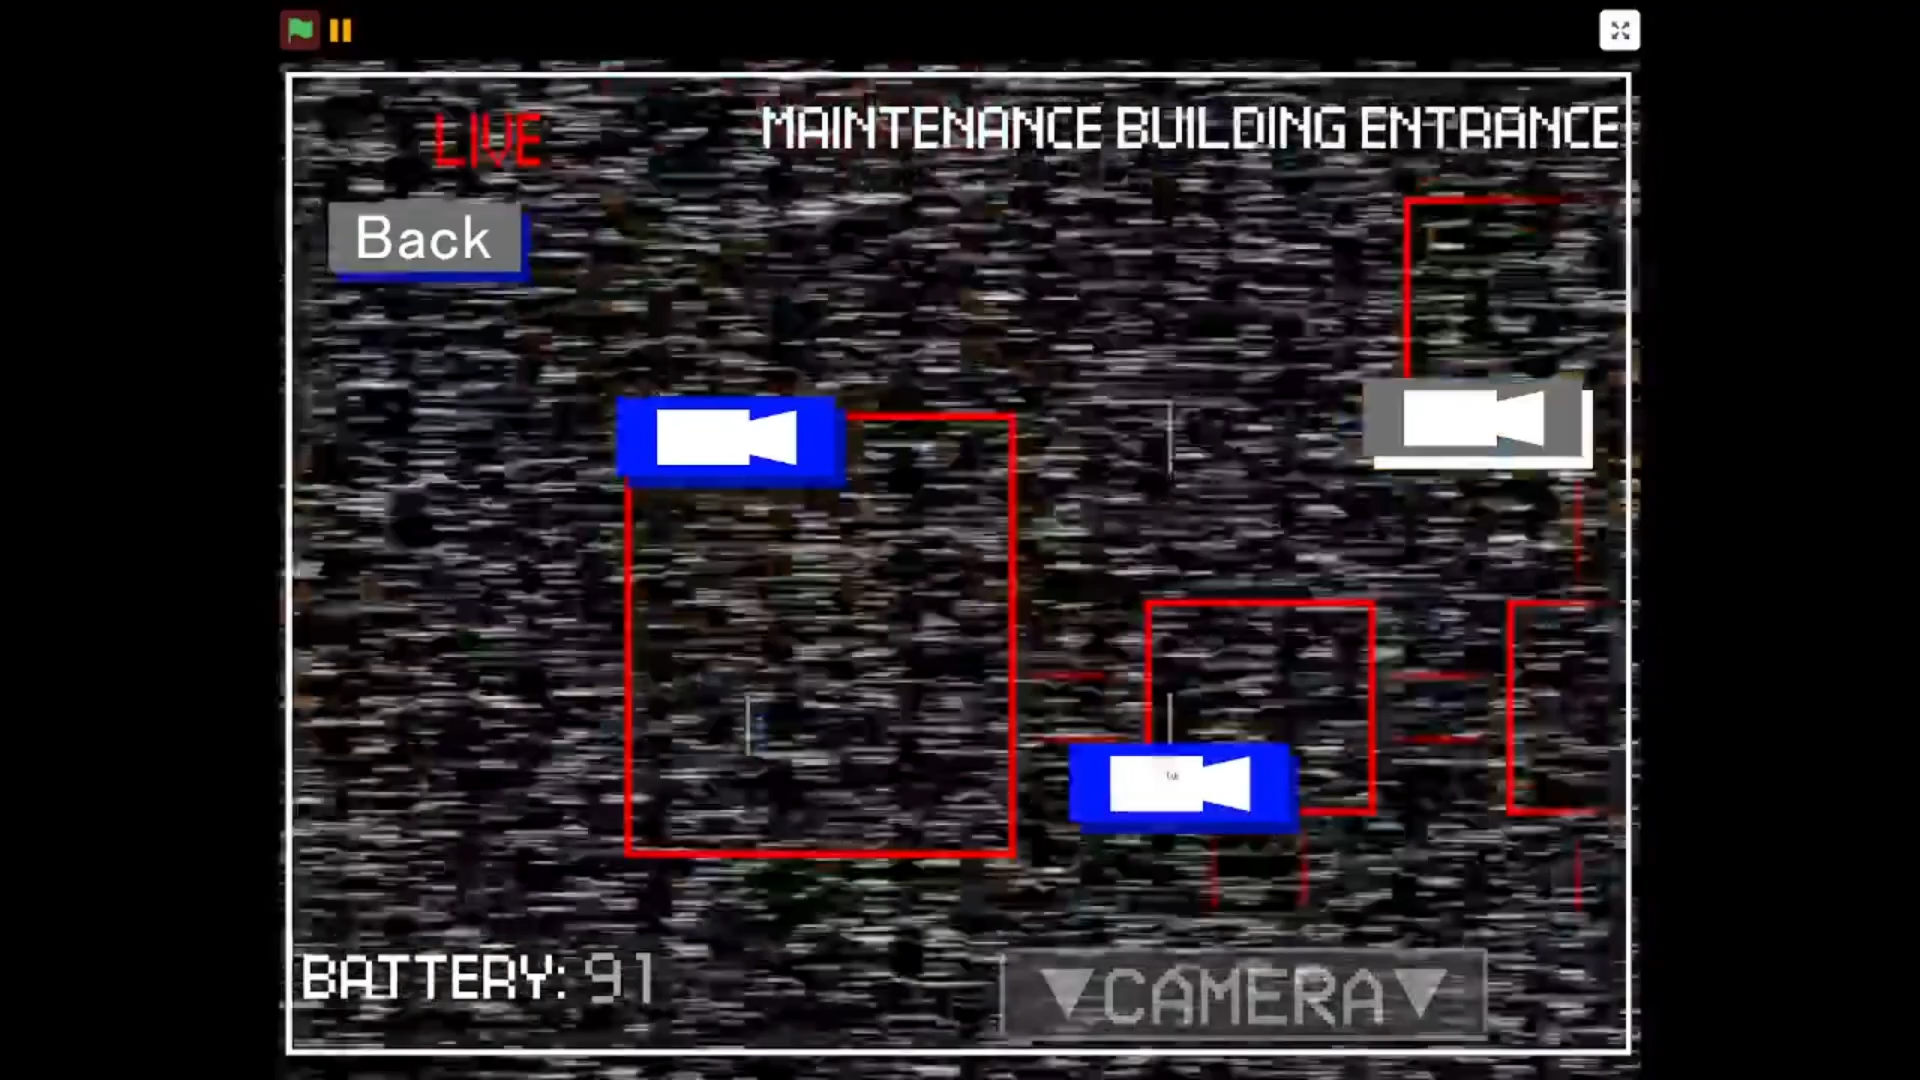 LIVE
MAINTENANCE BUILDING ENTRANCE
Back
BATTERY: 91
▼CAMERA▼